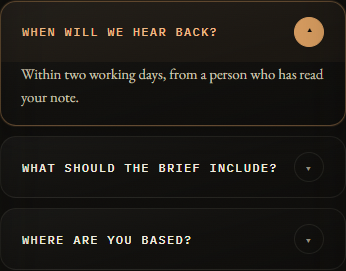 WHEN WILL WE HEAR BACK?
Within two working days, from a person who has read
your note.
WHAT SHOULD THE BRIEF INCLUDE?
WHERE ARE YOU BASED?